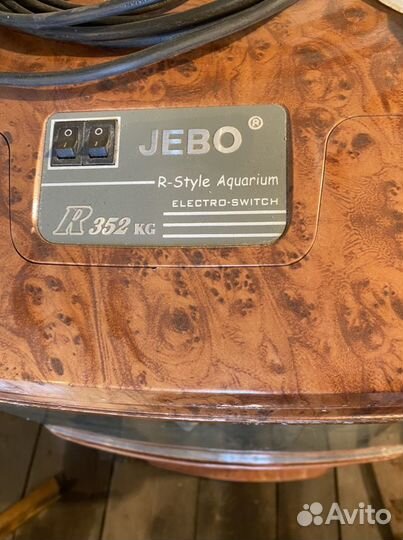 JEBO ®
R-Style Aquarium
ELECTRO-SWITCH
R 352 KG
Avito